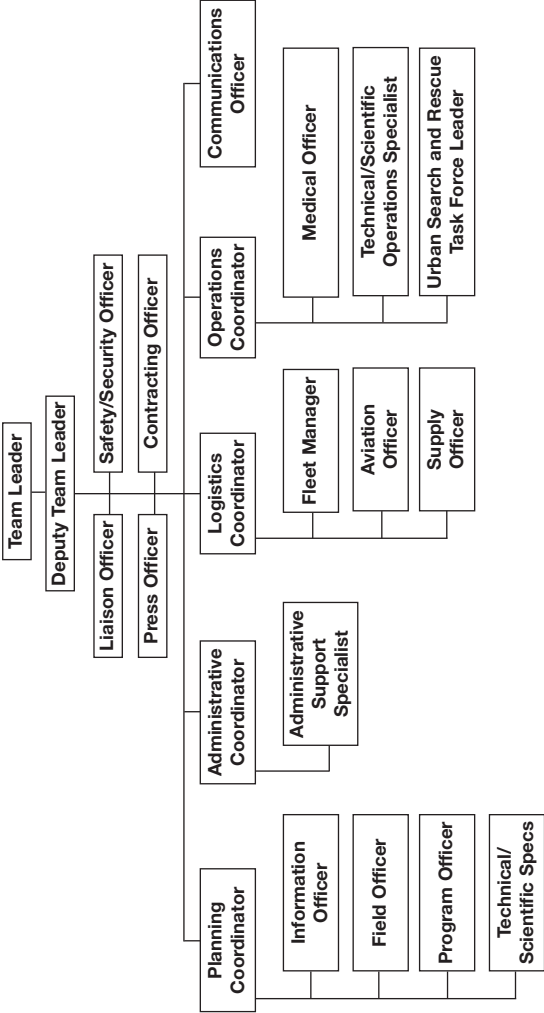 Team Leader
Deputy Team Leader
Liaison Officer
Safety/Security Officer
Press Officer
Contracting Officer
Planning
Coordinator
Administrative
Coordinator
Logistics
Coordinator
Operations
Coordinator
Communications
Officer
Information
Officer
Field Officer
Program Officer
Technical/
Scientific Specs
Administrative
Support
Specialist
Fleet Manager
Aviation
Officer
Supply
Officer
Medical Officer
Technical/Scientific
Operations Specialist
Urban Search and Rescue
Task Force Leader